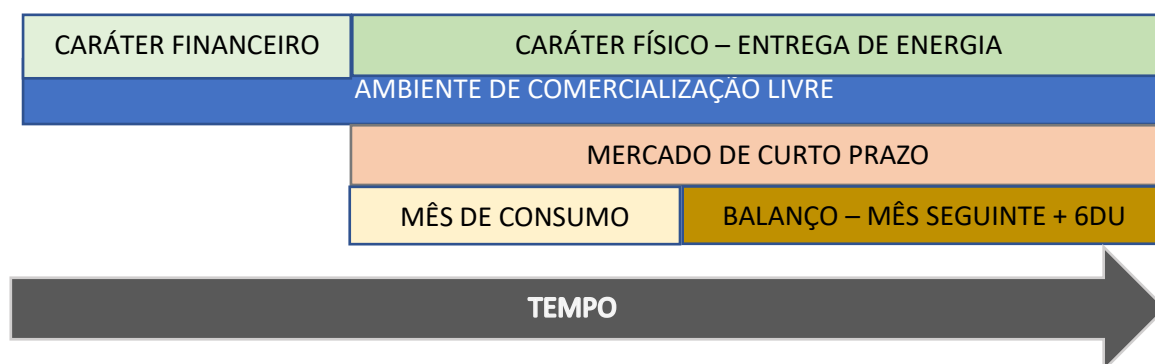 CARÁTER FINANCEIRO
CARÁTER FÍSICO – ENTREGA DE ENERGIA
AMBIENTE DE COMERCIALIZAÇÃO LIVRE
MERCADO DE CURTO PRAZO
MÊS DE CONSUMO
BALANÇO – MÊS SEGUINTE + 6DU
TEMPO